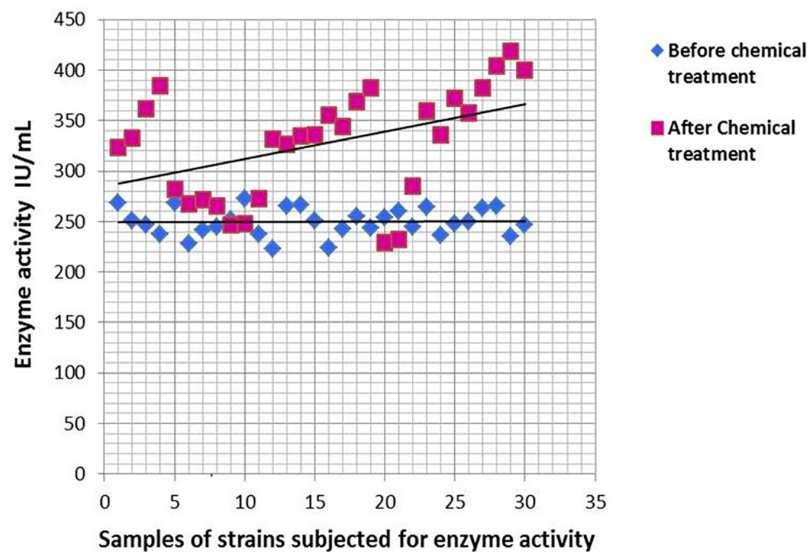 450
400
350
300
250
200
150
100
50
0
0 5 10 15 20 25 30 35
Enzyme activity IU/mL
Samples of strains subjected for enzyme activity
Before chemical
treatment
After Chemical
treatment